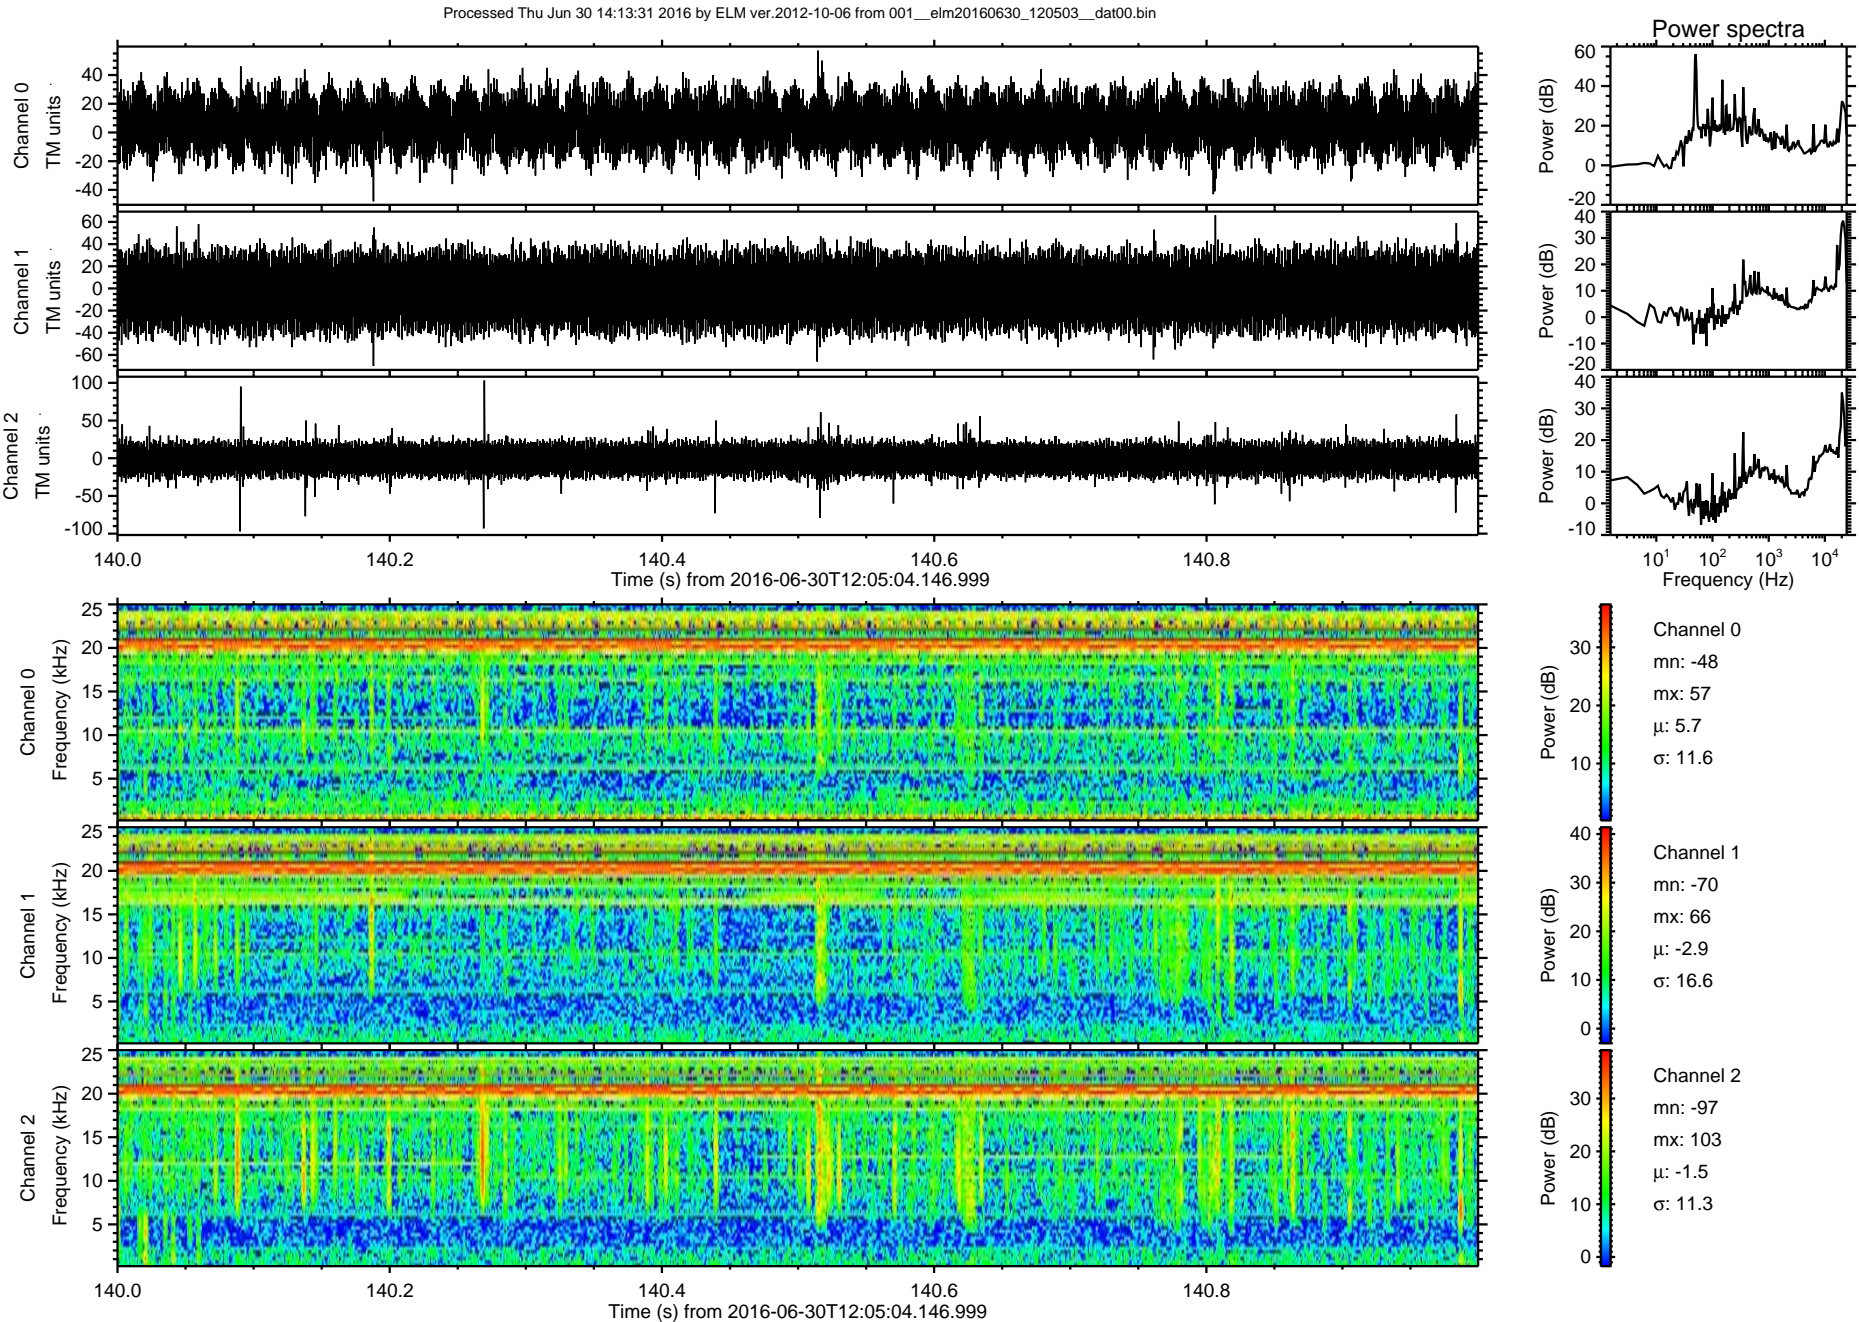 Processed Thu Jun 30 14:13:31 2016 by ELM ver.2012-10-06 from 001__elm20160630_120503__dat00.bin
Power spectra
Channel 0
TM units
40
20
0
-20
-40
Power (dB)
60
40
20
0
-20
Channel 1
TM units
60
40
20
0
-20
-40
-60
Power (dB)
40
30
20
10
0
-10
-20
Channel 2
TM units
100
50
0
-50
-100
Power (dB)
40
30
20
10
0
-10
140.0 140.2 140.4 140.6 140.8
Time (s) from 2016-06-30T12:05:04.146.999
10^1 10^2 10^3 10^4
Frequency (Hz)
Channel 0
Frequency (kHz)
25
20
15
10
5
Power (dB)
30
20
10
Channel 0
mn: -48
mx: 57
μ: 5.7
σ: 11.6
Channel 1
Frequency (kHz)
25
20
15
10
5
Power (dB)
40
30
20
10
0
Channel 1
mn: -70
mx: 66
μ: -2.9
σ: 16.6
Channel 2
Frequency (kHz)
25
20
15
10
5
Power (dB)
30
20
10
0
Channel 2
mn: -97
mx: 103
μ: -1.5
σ: 11.3
140.0 140.2 140.4 140.6 140.8
Time (s) from 2016-06-30T12:05:04.146.999